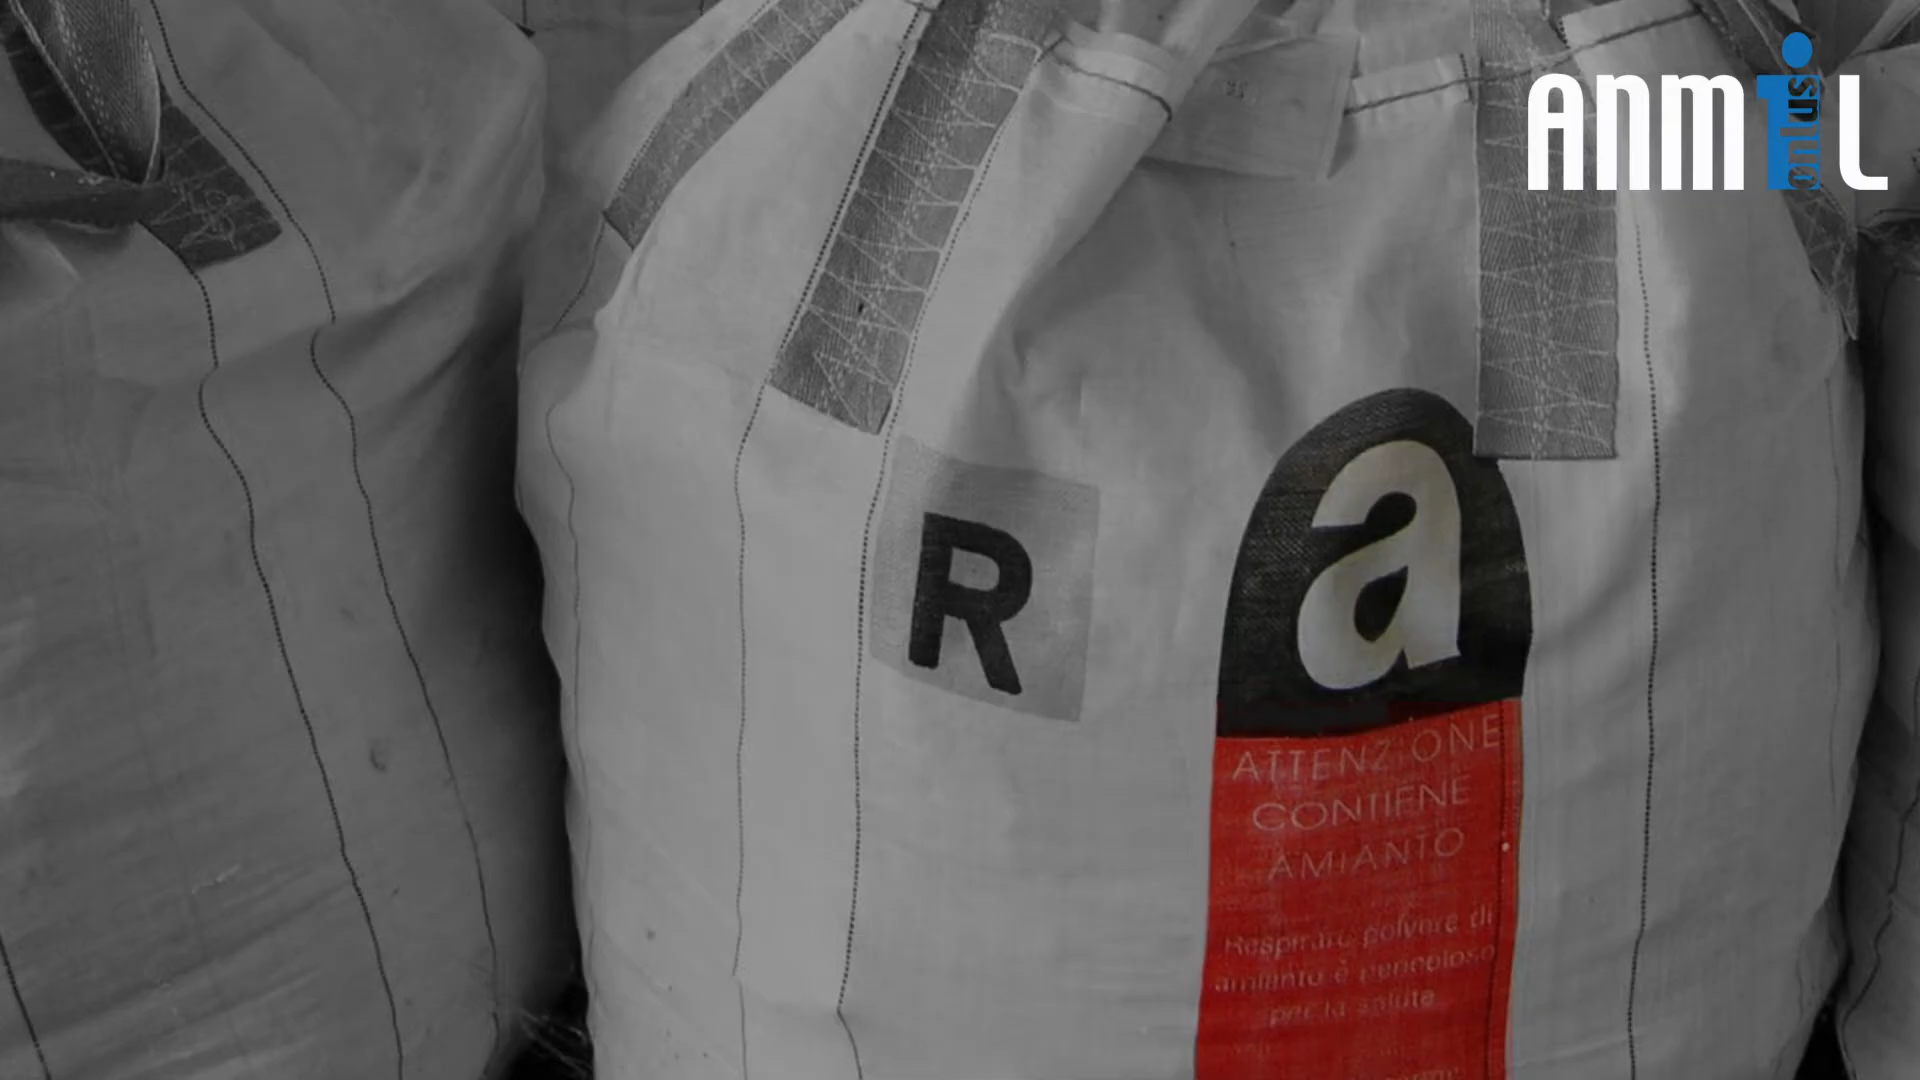 ANMiL
R
a
ATTENZIONE
CONTIENE
AMIANTO
Respirare polvere di
amianto è pericoloso
per la salute